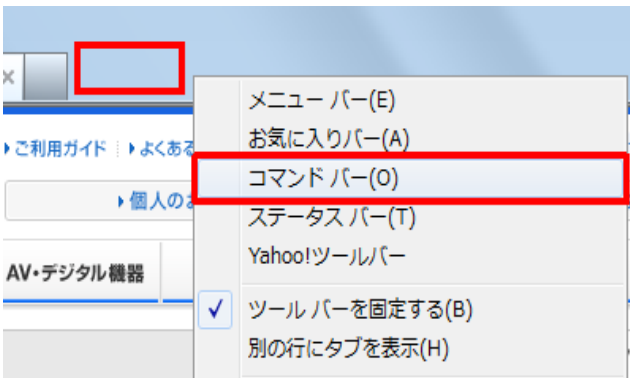 メニュー バー(E)
お気に入りバー(A)
コマンド バー(O)
ステータス バー(T)
Yahoo!ツールバー
ツール バーを固定する(B)
別の行にタブを表示(H)
ご利用ガイド
よくある
個人のお
AV・デジタル機器